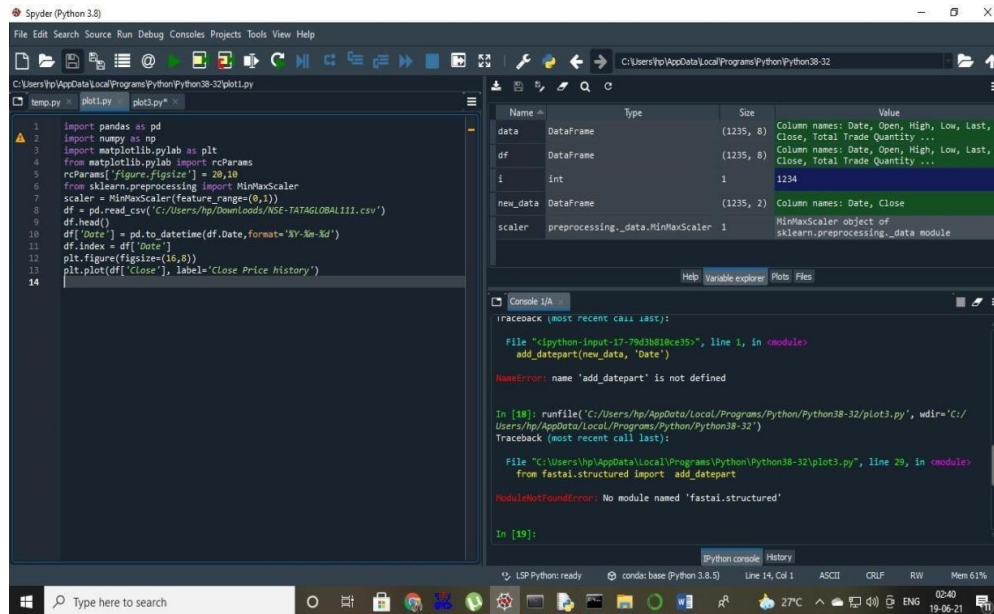 Spyder (Python 3.8)
File Edit Search Source Run Debug Consoles Projects Tools View Help
C:\Users\hp\AppData\Local\Programs\Python\Python38-32
C:\Users\hp\AppData\Local\Programs\Python\Python38-32\plot1.py
temp.py plot1.py plot3.py*
1 import pandas as pd
2 import numpy as np
3 import matplotlib.pylab as plt
4 from matplotlib.pylab import rcParams
5 rcParams['figure.figsize'] = 20,10
6 from sklearn.preprocessing import MinMaxScaler
7 scaler = MinMaxScaler(feature_range=(0,1))
8 df = pd.read_csv('C:/Users/hp/Downloads/NSE-TATAGLOBAL111.csv')
9 df.head()
10 df['Date'] = pd.to_datetime(df.Date,format='%Y-%m-%d')
11 df.index = df['Date']
12 plt.figure(figsize=(16,8))
13 plt.plot(df['Close'], label='Close Price history')
14
Name Type Size Value
data DataFrame (1235, 8) Column names: Date, Open, High, Low, Last,
Close, Total Trade Quantity ...
df DataFrame (1235, 8) Column names: Date, Open, High, Low, Last,
Close, Total Trade Quantity ...
i int 1 1234
new_data DataFrame (1235, 2) Column names: Date, Close
scaler preprocessing._data.MinMaxScaler 1 MinMaxScaler object of
sklearn.preprocessing._data module
Help Variable explorer Plots Files
Console 1/A
Traceback (most recent call last):
File "<ipython-input-17-79d3b810ce35>", line 1, in <module>
add_datepart(new_data, 'Date')
NameError: name 'add_datepart' is not defined
In [18]: runfile('C:/Users/hp/AppData/Local/Programs/Python/Python38-32/plot3.py', wdir='C:/
Users/hp/AppData/Local/Programs/Python/Python38-32')
Traceback (most recent call last):
File "C:\Users\hp\AppData\Local\Programs\Python\Python38-32\plot3.py", line 29, in <module>
from fastai.structured import add_datepart
ModuleNotFoundError: No module named 'fastai.structured'
In [19]:
IPython console History
LSP Python: ready conda: base (Python 3.8.5) Line 14, Col 1 ASCII CRLF RW Mem 61%
Type here to search
27°C ENG
02:40
19-06-21